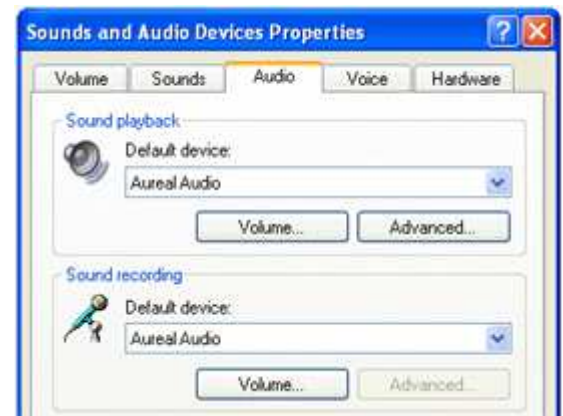 Sounds and Audio Devices Properties
Volume Sounds Audio Voice Hardware
Sound playback
Default device:
Aureal Audio
Volume... Advanced...
Sound recording
Default device:
Aureal Audio
Volume... Advanced...